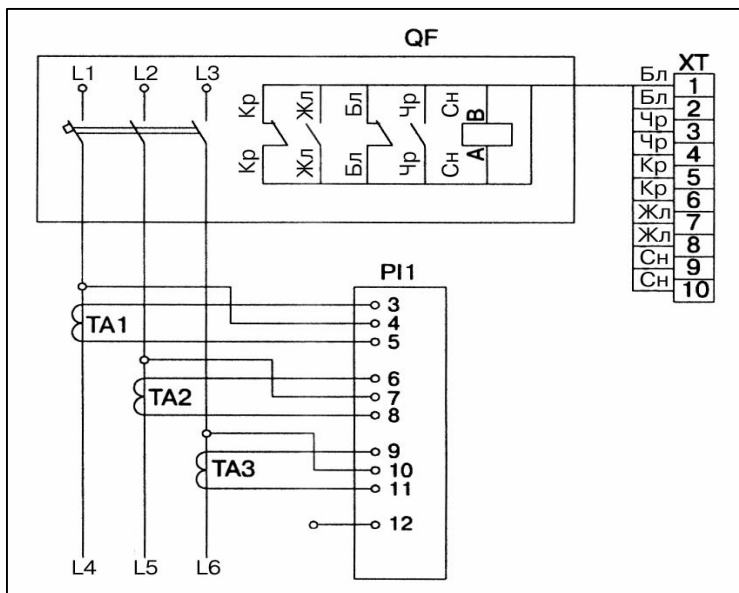 QF
L1 L2 L3
XT
Бл 1
Бл 2
Чр 3
Чр 4
Кр 5
Кр 6
Жл 7
Жл 8
Сн 9
Сн 10
Кр Жл Бл Чр Сн B
Кр Жл Бл Чр Сн A
PI1
3
TA1 4
5
6
TA2 7
8
9
TA3 10
11
12
L4 L5 L6